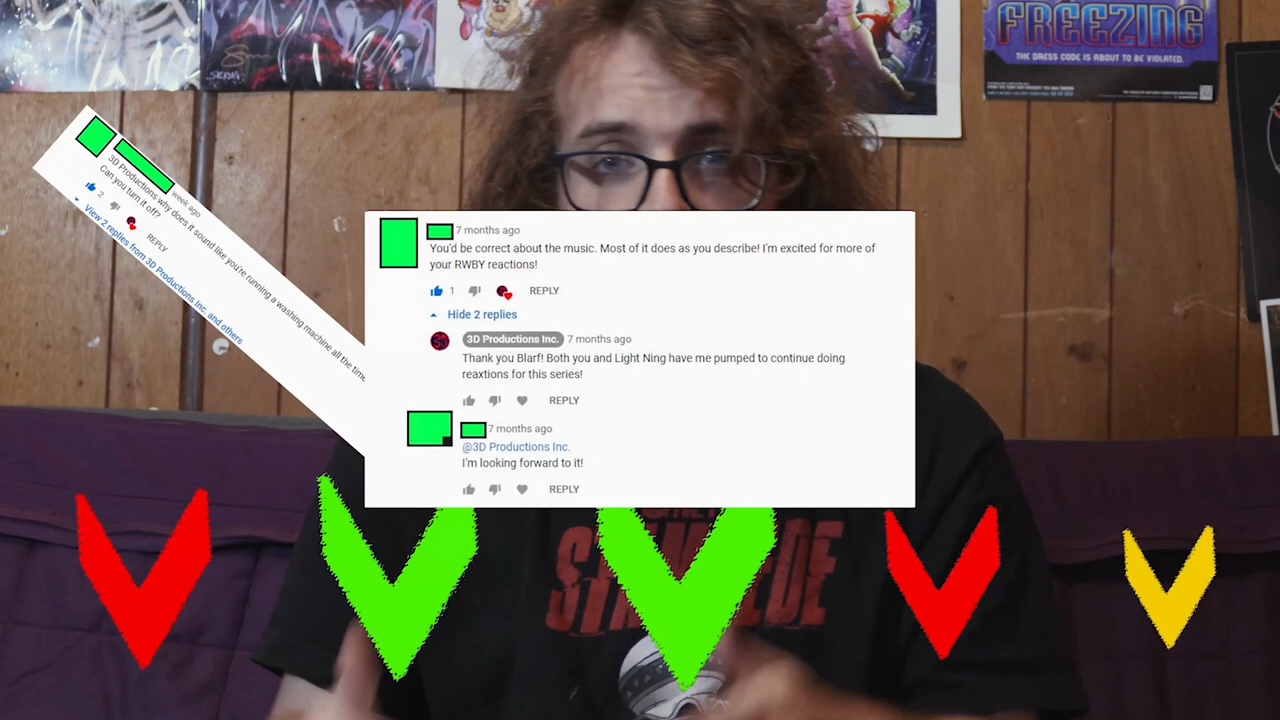 FREEZING
THE DRESS CODE IS ABOUT TO BE VIOLATED.
week ago
3D Productions why does it sound like you're running a washing machine all the time
Can you turn it off?
2
REPLY
View 2 replies from 3D Productions Inc. and others
7 months ago
You'd be correct about the music. Most of it does as you describe! I'm excited for more of
your RWBY reactions!
1
REPLY
Hide 2 replies
3D Productions Inc. 7 months ago
Thank you Blarf! Both you and Light Ning have me pumped to continue doing
reaxtions for this series!
REPLY
7 months ago
@3D Productions Inc.
I'm looking forward to it!
REPLY